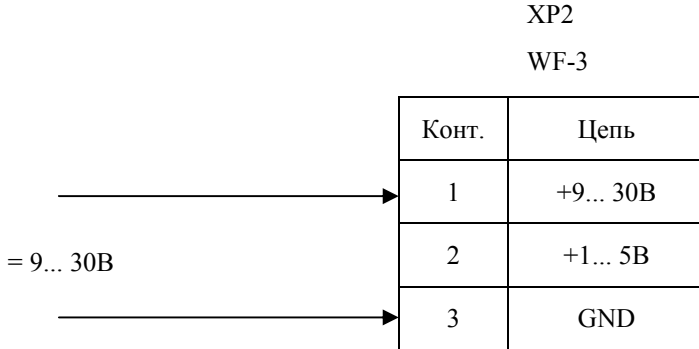 XP2
WF-3
Конт. Цепь
1 +9... 30В
= 9... 30В
2 +1... 5В
3 GND